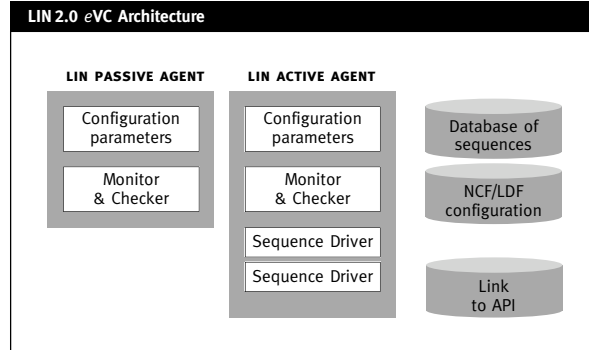 LIN 2.0 eVC Architecture
LIN PASSIVE AGENT
Configuration
parameters
Monitor
& Checker
LIN ACTIVE AGENT
Configuration
parameters
Monitor
& Checker
Sequence Driver
Sequence Driver
Database of
sequences
NCF/LDF
configuration
Link
to API